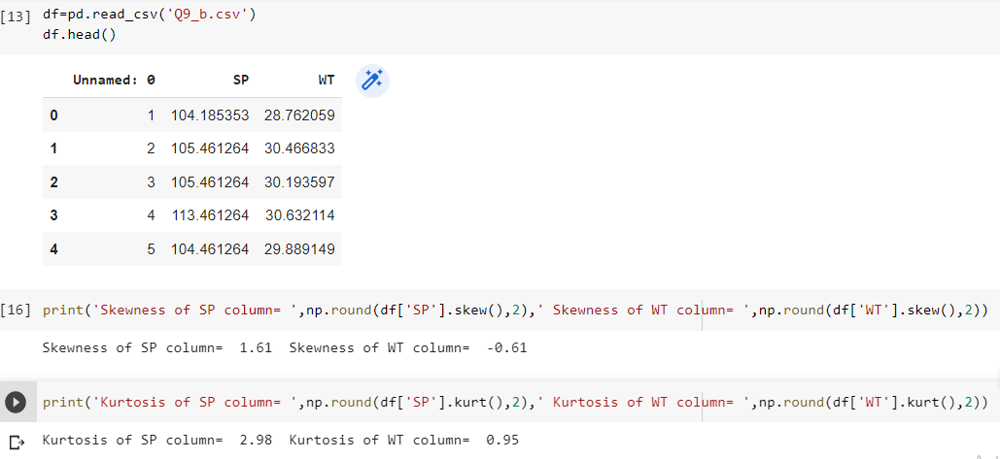 [13] df=pd.read_csv('Q9_b.csv')
df.head()
Unnamed: 0 SP WT
0 1 104.185353 28.762059
1 2 105.461264 30.466833
2 3 105.461264 30.193597
3 4 113.461264 30.632114
4 5 104.461264 29.889149
[16] print('Skewness of SP column= ',np.round(df['SP'].skew(),2),' Skewness of WT column= ',np.round(df['WT'].skew(),2))
Skewness of SP column=  1.61  Skewness of WT column=  -0.61
print('Kurtosis of SP column= ',np.round(df['SP'].kurt(),2),' Kurtosis of WT column= ',np.round(df['WT'].kurt(),2))
Kurtosis of SP column=  2.98  Kurtosis of WT column=  0.95